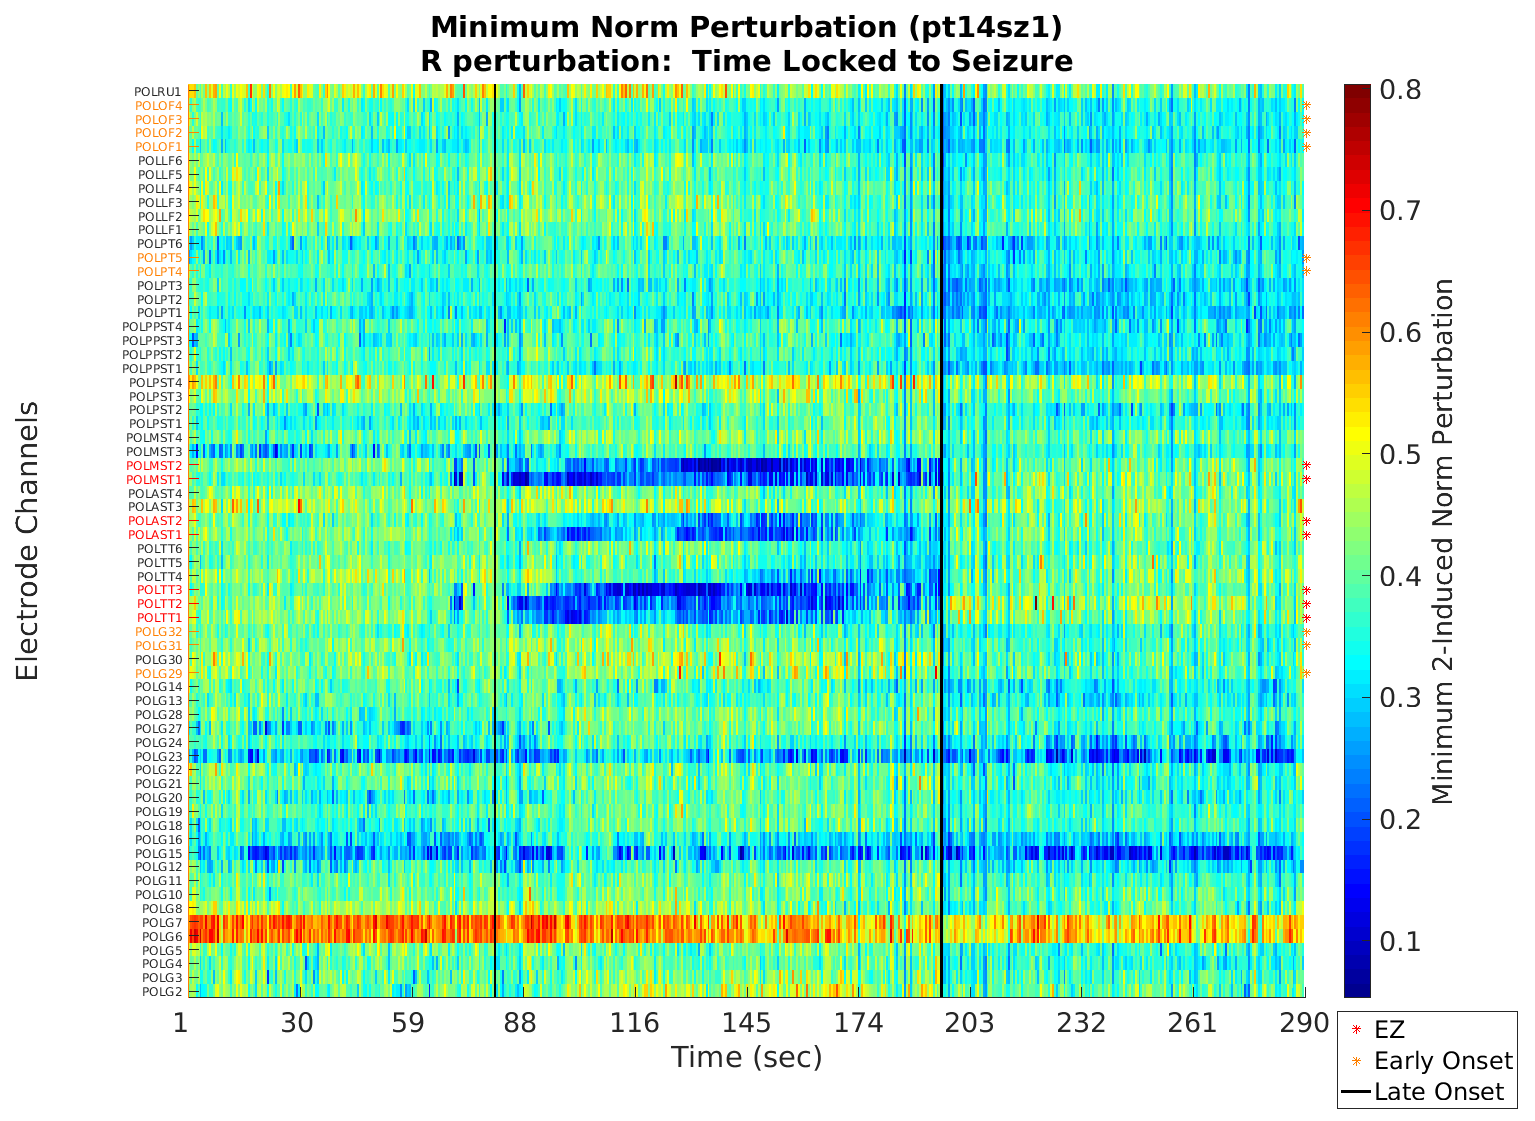 Minimum Norm Perturbation (pt14sz1)
R perturbation:  Time Locked to Seizure
Electrode Channels
POLRU1
POLOF4
POLOF3
POLOF2
POLOF1
POLLF6
POLLF5
POLLF4
POLLF3
POLLF2
POLLF1
POLPT6
POLPT5
POLPT4
POLPT3
POLPT2
POLPT1
POLPPST4
POLPPST3
POLPPST2
POLPPST1
POLPST4
POLPST3
POLPST2
POLPST1
POLMST4
POLMST3
POLMST2
POLMST1
POLAST4
POLAST3
POLAST2
POLAST1
POLTT6
POLTT5
POLTT4
POLTT3
POLTT2
POLTT1
POLG32
POLG31
POLG30
POLG29
POLG14
POLG13
POLG28
POLG27
POLG24
POLG23
POLG22
POLG21
POLG20
POLG19
POLG18
POLG16
POLG15
POLG12
POLG11
POLG10
POLG8
POLG7
POLG6
POLG5
POLG4
POLG3
POLG2
1 30 59 88 116 145 174 203 232 261 290
Time (sec)
0.8
0.7
0.6
0.5
0.4
0.3
0.2
0.1
Minimum 2-Induced Norm Perturbation
EZ
Early Onset
Late Onset